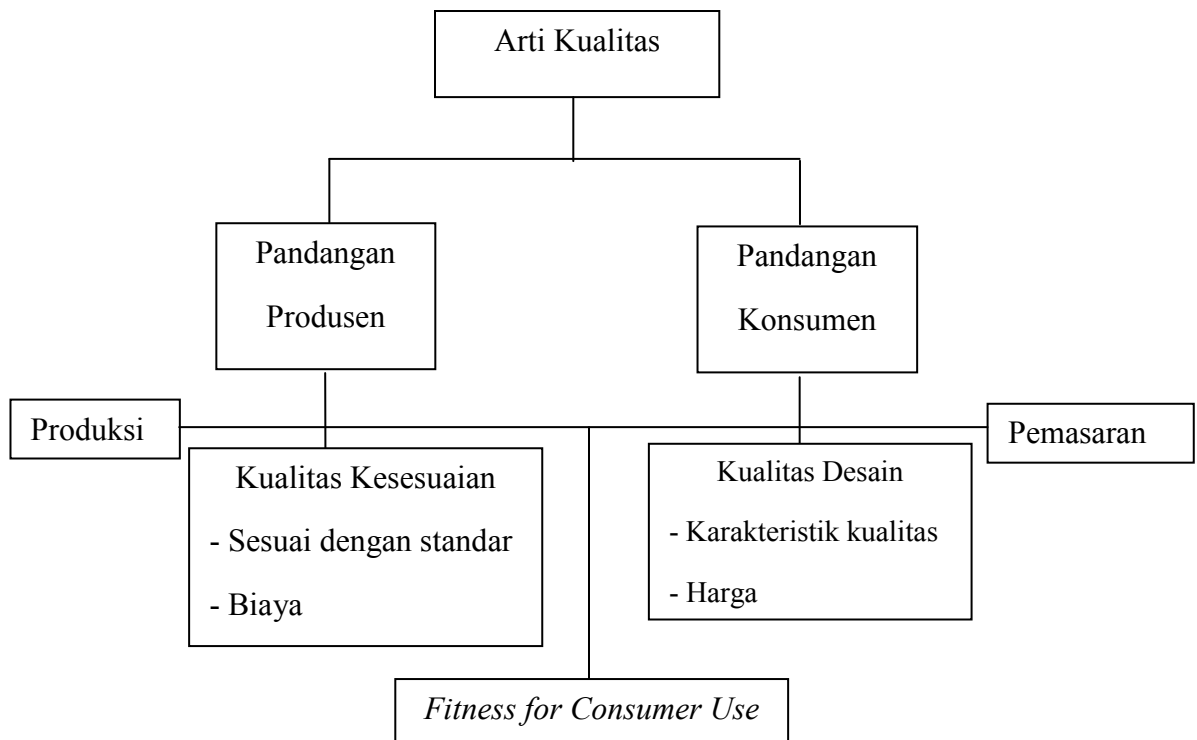 Arti Kualitas
Pandangan
Produsen
Pandangan
Konsumen
Produksi
Pemasaran
Kualitas Kesesuaian
- Sesuai dengan standar
- Biaya
Kualitas Desain
- Karakteristik kualitas
- Harga
Fitness for Consumer Use